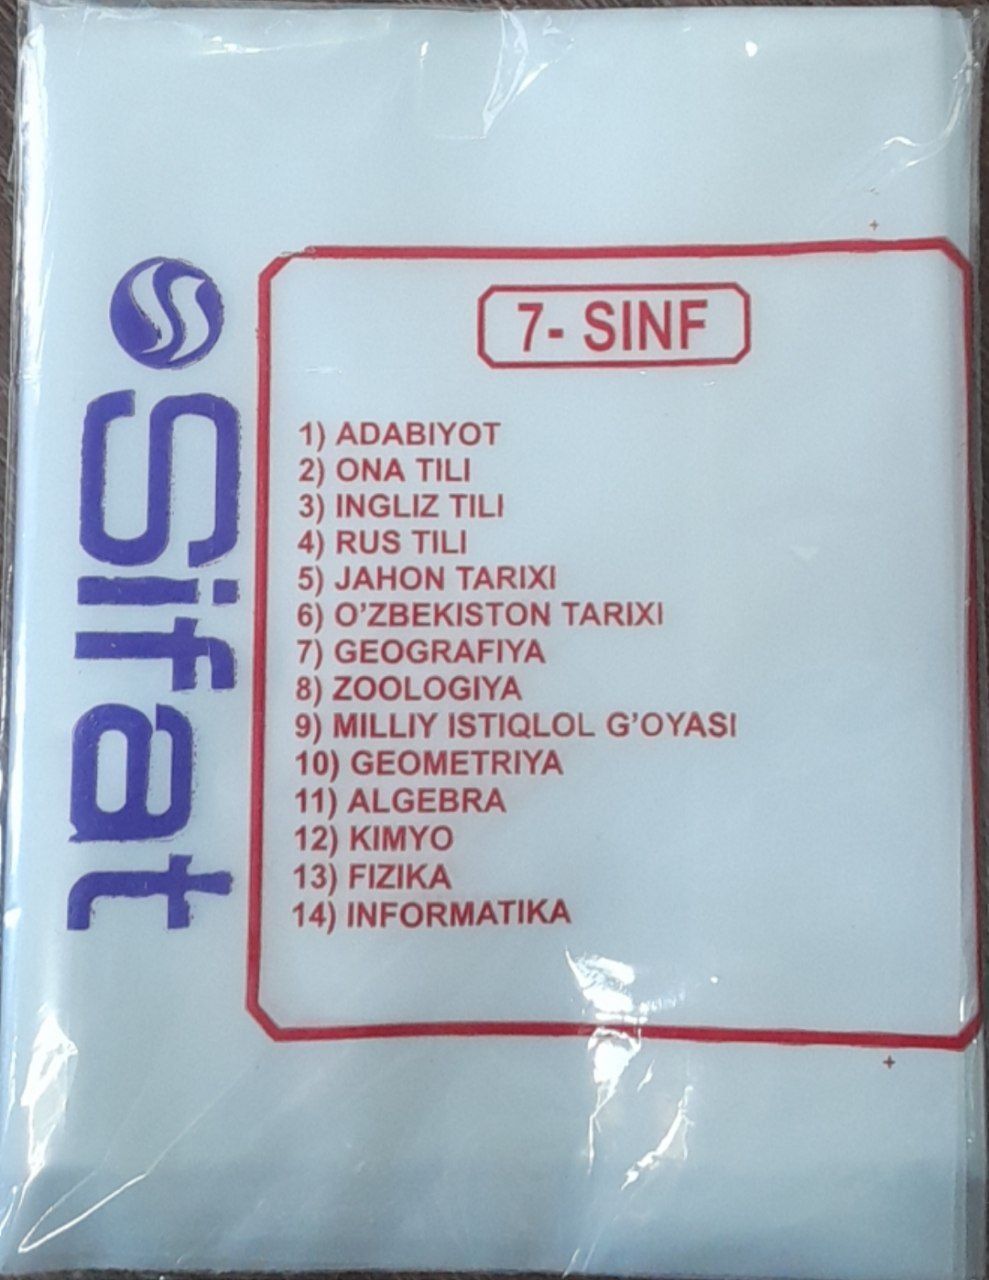 Sifat
7- SINF
1) ADABIYOT
2) ONA TILI
3) INGLIZ TILI
4) RUS TILI
5) JAHON TARIXI
6) O’ZBEKISTON TARIXI
7) GEOGRAFIYA
8) ZOOLOGIYA
9) MILLIY ISTIQLOL G’OYASI
10) GEOMETRIYA
11) ALGEBRA
12) KIMYO
13) FIZIKA
14) INFORMATIKA